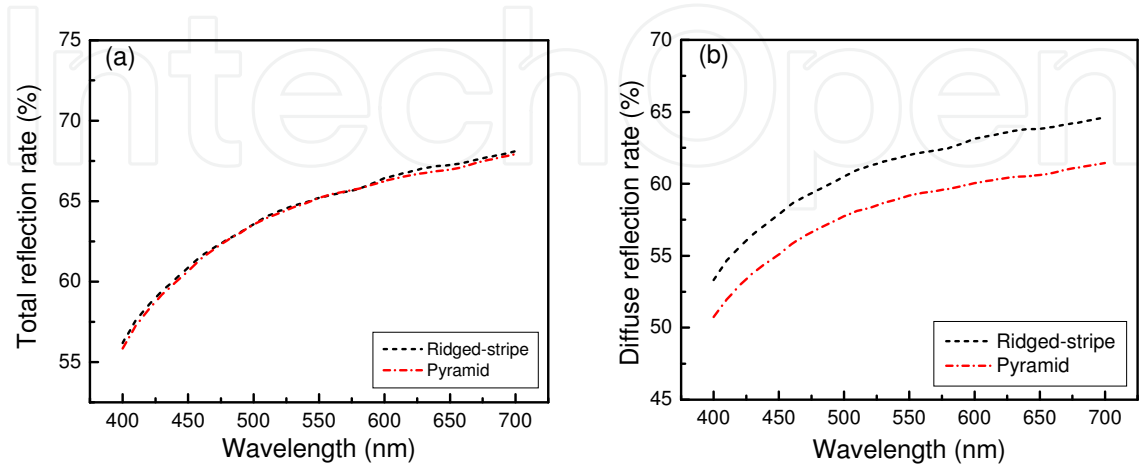 IntechOpen
(a)
Total reflection rate (%)
75
70
65
60
55
400 450 500 550 600 650 700
Wavelength (nm)
Ridged-stripe
Pyramid
(b)
Diffuse reflection rate (%)
70
65
60
55
50
45
400 450 500 550 600 650 700
Wavelength (nm)
Ridged-stripe
Pyramid